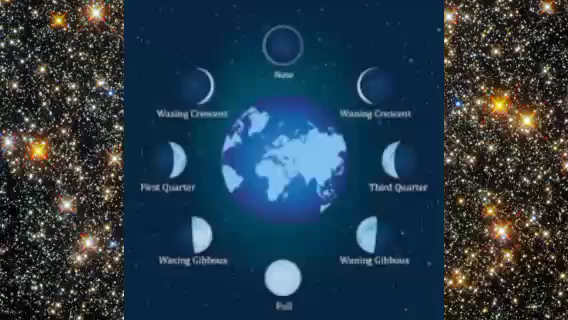 New
Waxing Crescent
Waning Crescent
First Quarter
Third Quarter
Waxing Gibbous
Waning Gibbous
Full